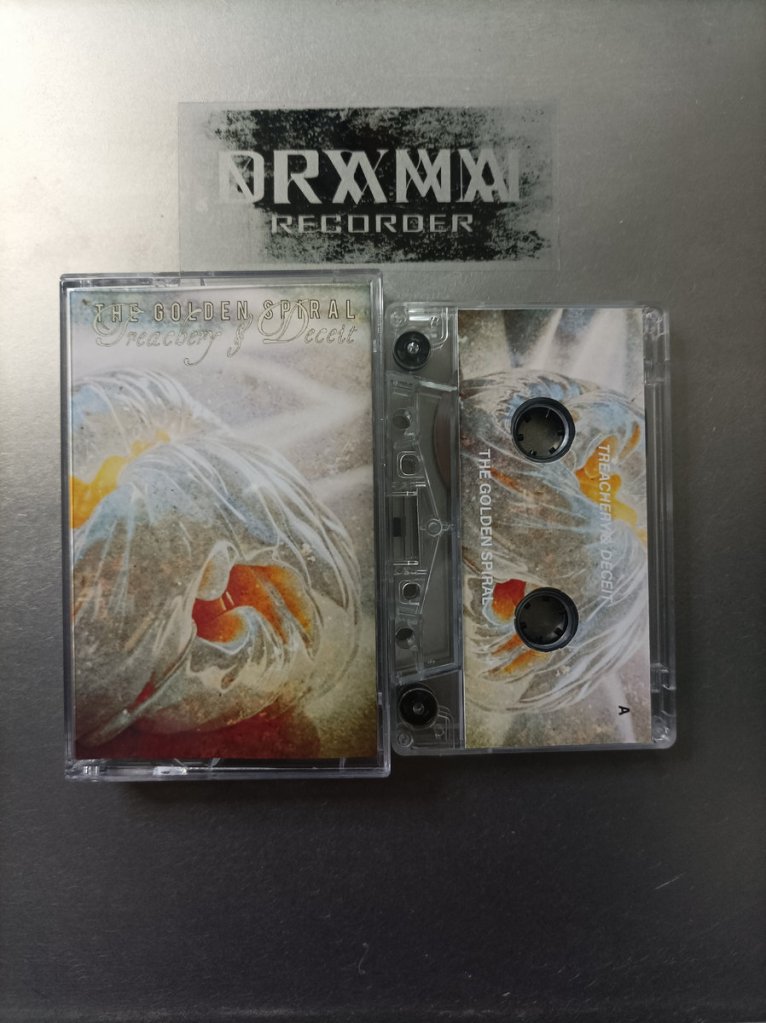 DRAMA
RECORDER
THE GOLDEN SPIRAL
Treachery & Deceit
TREACHERY & DECEIT
THE GOLDEN SPIRAL
A